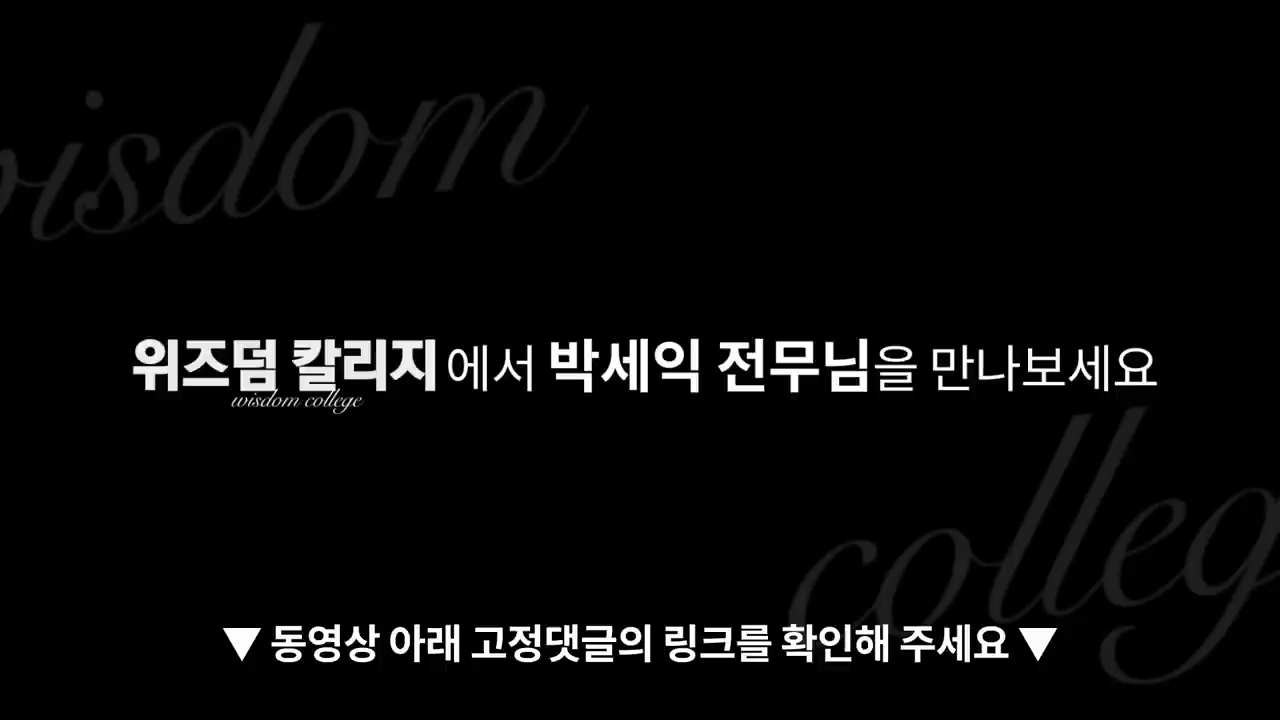 wisdom
위즈덤 칼리지에서 박세익 전무님을 만나보세요
wisdom college
colleg
▼ 동영상 아래 고정댓글의 링크를 확인해 주세요 ▼